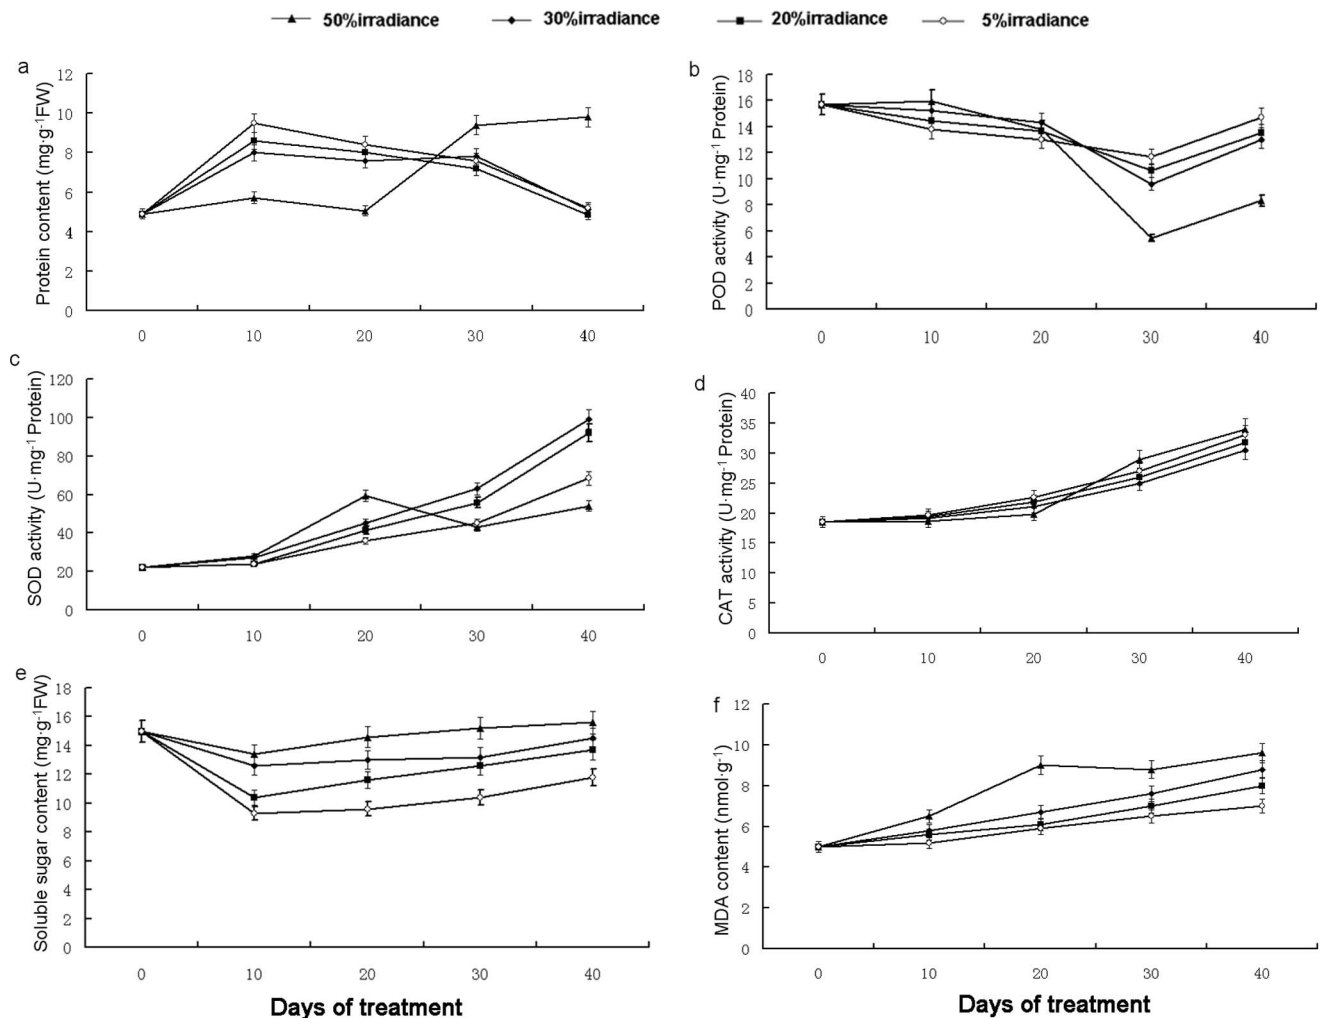 50%irradiance 30%irradiance 20%irradiance 5%irradiance
a
Protein content (mg·g-1FW)
12
10
8
6
4
2
0
0 10 20 30 40
b
POD activity (U·mg-1 Protein)
18
16
14
12
10
8
6
4
2
0
0 10 20 30 40
c
SOD activity (U·mg-1 Protein)
120
100
80
60
40
20
0
0 10 20 30 40
d
CAT activity (U·mg-1 Protein)
40
35
30
25
20
15
10
5
0
0 10 20 30 40
e
Soluble sugar content (mg·g-1FW)
18
16
14
12
10
8
6
4
2
0
0 10 20 30 40
Days of treatment
f
MDA content (nmol·g-1)
12
10
8
6
4
2
0
0 10 20 30 40
Days of treatment